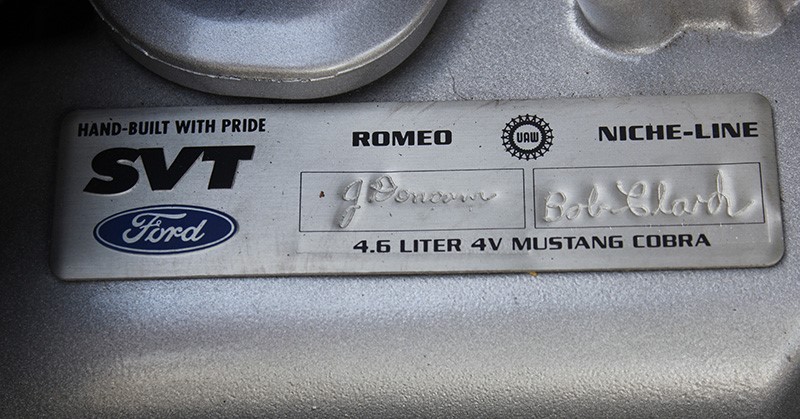 HAND-BUILT WITH PRIDE
SVT
Ford
ROMEO
UAW
NICHE-LINE
Bob Clark
4.6 LITER 4V MUSTANG COBRA